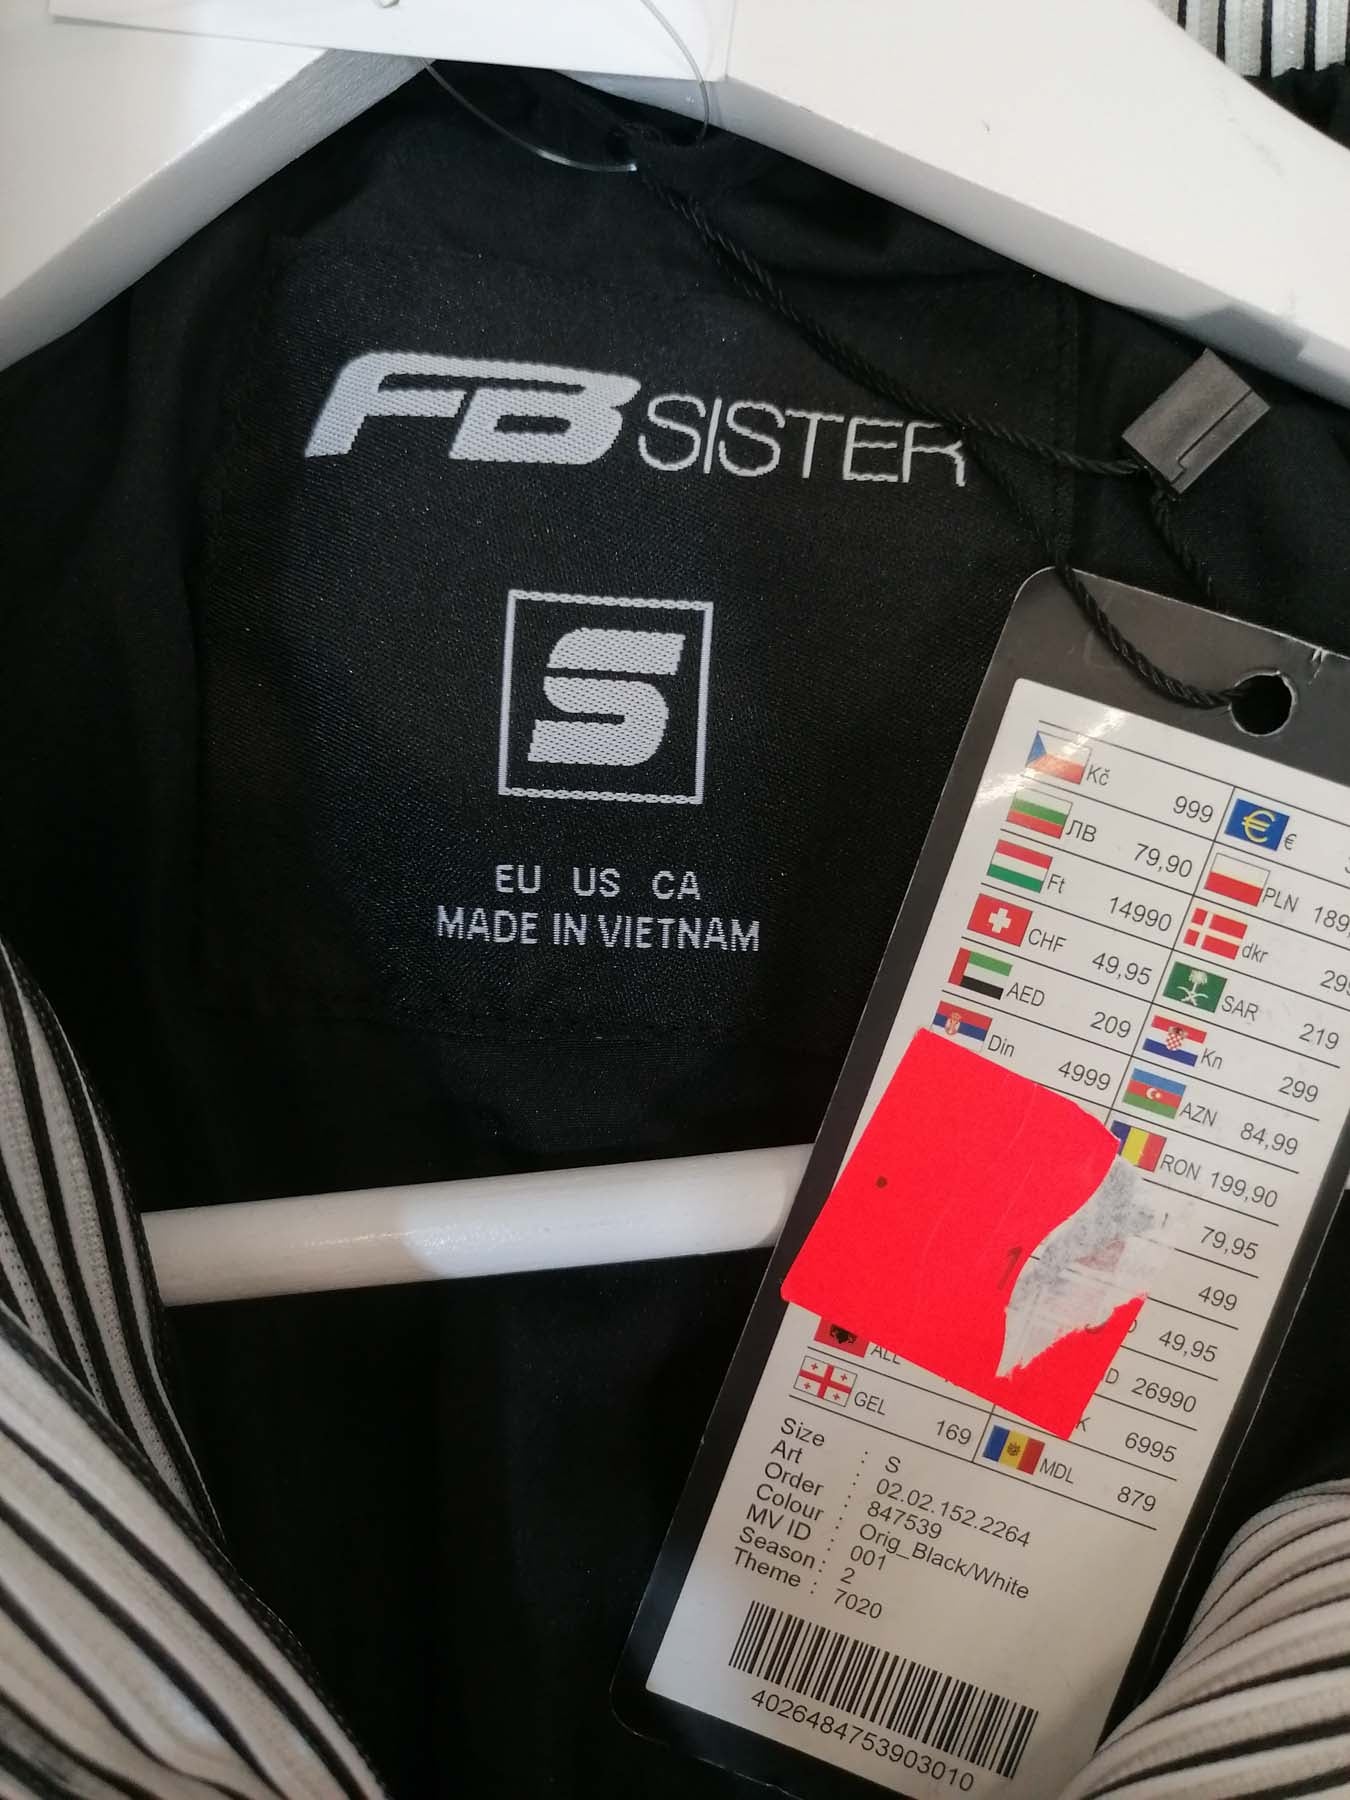 FB SISTER
S
EU US CA
MADE IN VIETNAM
Kč 999 €
ЛВ 79,90 PLN 189,
Ft 14990 dkr
CHF 49,95 SAR 219
AED 209 Kn 299
Din 4999 AZN 84,99
RON 199,90
79,95
499
49,95
ALL D 26990
K 6995
GEL 169 MDL 879
Size : S
Art : 02.02.152.2264
Order : 847539
Colour : Orig_Black/White
MV ID : 001
Season : 2
Theme : 7020
4026484753903010